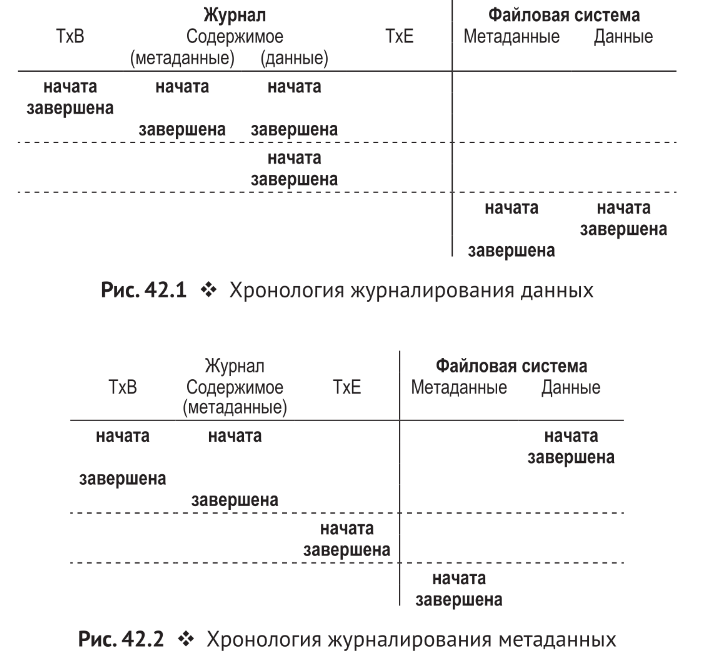 Журнал Файловая система
TxB Содержимое TxE Метаданные Данные
(метаданные) (данные)
начата начата начата
завершена
завершена завершена
начата
завершена
начата начата
завершена
завершена
Рис. 42.1 ❖ Хронология журналирования данных
Журнал Файловая система
TxB Содержимое TxE Метаданные Данные
(метаданные)
начата начата начата
завершена
завершена
завершена
начата
завершена
начата
завершена
Рис. 42.2 ❖ Хронология журналирования метаданных